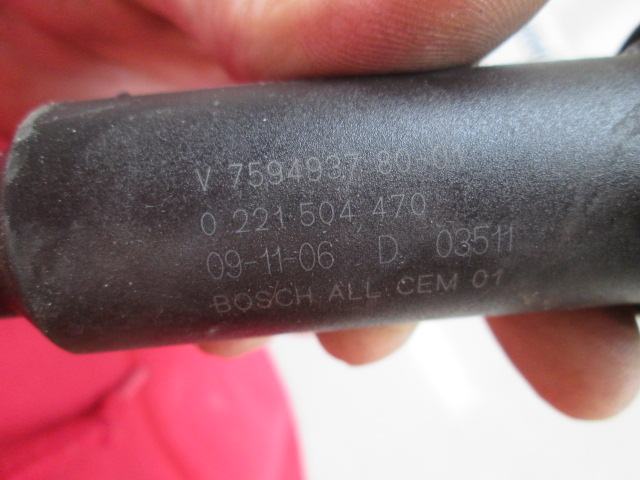 V 7594937 80-01
0 221 504 470
09-11-06 D. 03511
BOSCH ALL CEM 01